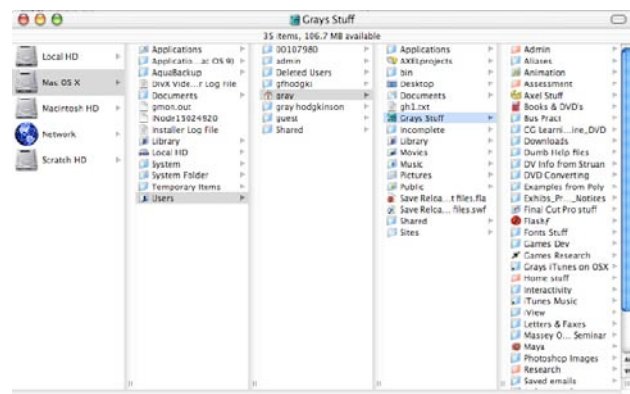 Grays Stuff
35 items, 106.7 MB available
Local HD
Mac OS X
Macintosh HD
Network
Scratch HD
Applications
Applicatio...ac OS 9)
AquaBackup
DivX Vide...r Log File
Documents
gmon.out
iNode15024920
Installer Log File
Library
Local HD
System
System Folder
Temporary Items
Users
00107980
admin
Deleted Users
gfhodgki
gray
gray hodgkinson
guest
Shared
Applications
AXELprojects
bin
Desktop
Documents
gh1.txt
Grays Stuff
incomplete
Library
Movies
Music
Pictures
Public
Save Reloa...t files.fla
Save Reloa... files.swf
Shared
Sites
Admin
Aliases
Animation
Assessment
Axel Stuff
Books & DVD's
Bus Pract
CG Learni...ine_DVD
Downloads
Dumb Help files
DV Info from Struan
DVD Converting
Examples from Poly
Exhibs_Pr..._Notices
Final Cut Pro stuff
Flash
Fonts Stuff
Games Dev
Games Research
Grays iTunes on OSX
Home stuff
Interactivity
iTunes Music
iView
Letters & Faxes
Massey O... Seminar
Maya
Photoshop Images
Research
Saved emails